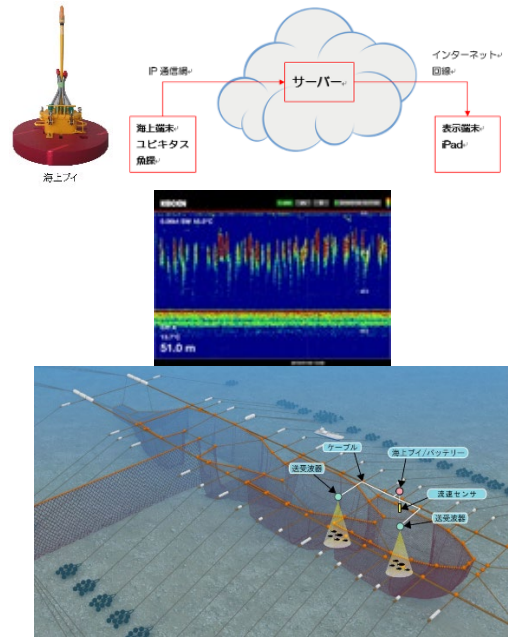 海上ブイ
IP通信網
海上端末
ユビキタス
魚探
サーバー
インターネット
回線
表示端末
iPad
51.0 m
ケーブル
送受波器
海上ブイ/バッテリー
流速センサ
送受波器